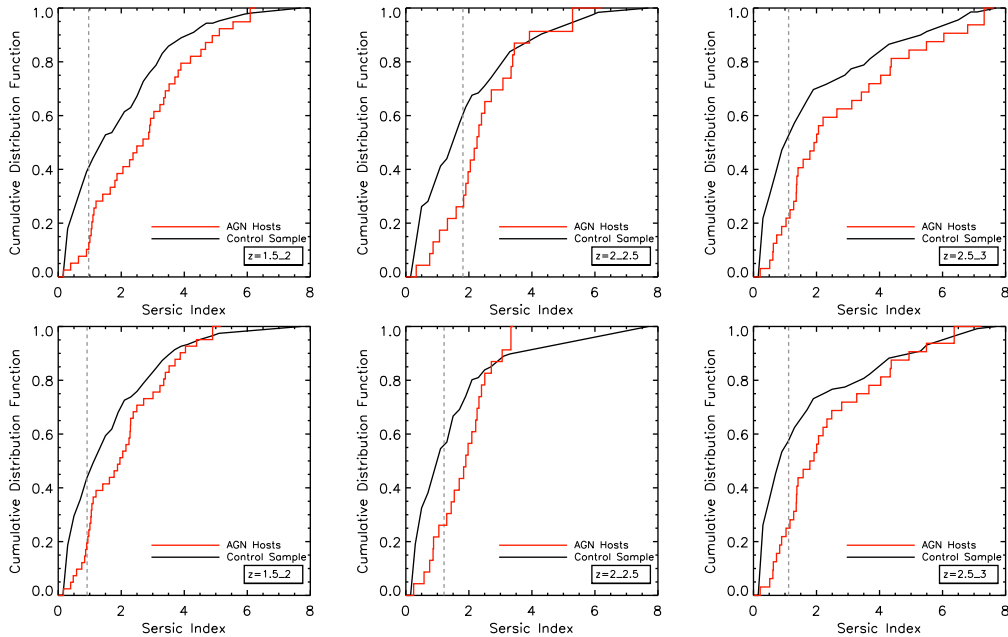 1.0
0.8
0.6
0.4
0.2
0.0
Cumulative Distribution Function
0 2 4 6 8
Sersic Index
AGN Hosts
Control Sample
z=1.5_2
1.0
0.8
0.6
0.4
0.2
0.0
Cumulative Distribution Function
0 2 4 6 8
Sersic Index
AGN Hosts
Control Sample
z=2_2.5
1.0
0.8
0.6
0.4
0.2
0.0
Cumulative Distribution Function
0 2 4 6 8
Sersic Index
AGN Hosts
Control Sample
z=2.5_3
1.0
0.8
0.6
0.4
0.2
0.0
Cumulative Distribution Function
0 2 4 6 8
Sersic Index
AGN Hosts
Control Sample
z=1.5_2
1.0
0.8
0.6
0.4
0.2
0.0
Cumulative Distribution Function
0 2 4 6 8
Sersic Index
AGN Hosts
Control Sample
z=2_2.5
1.0
0.8
0.6
0.4
0.2
0.0
Cumulative Distribution Function
0 2 4 6 8
Sersic Index
AGN Hosts
Control Sample
z=2.5_3